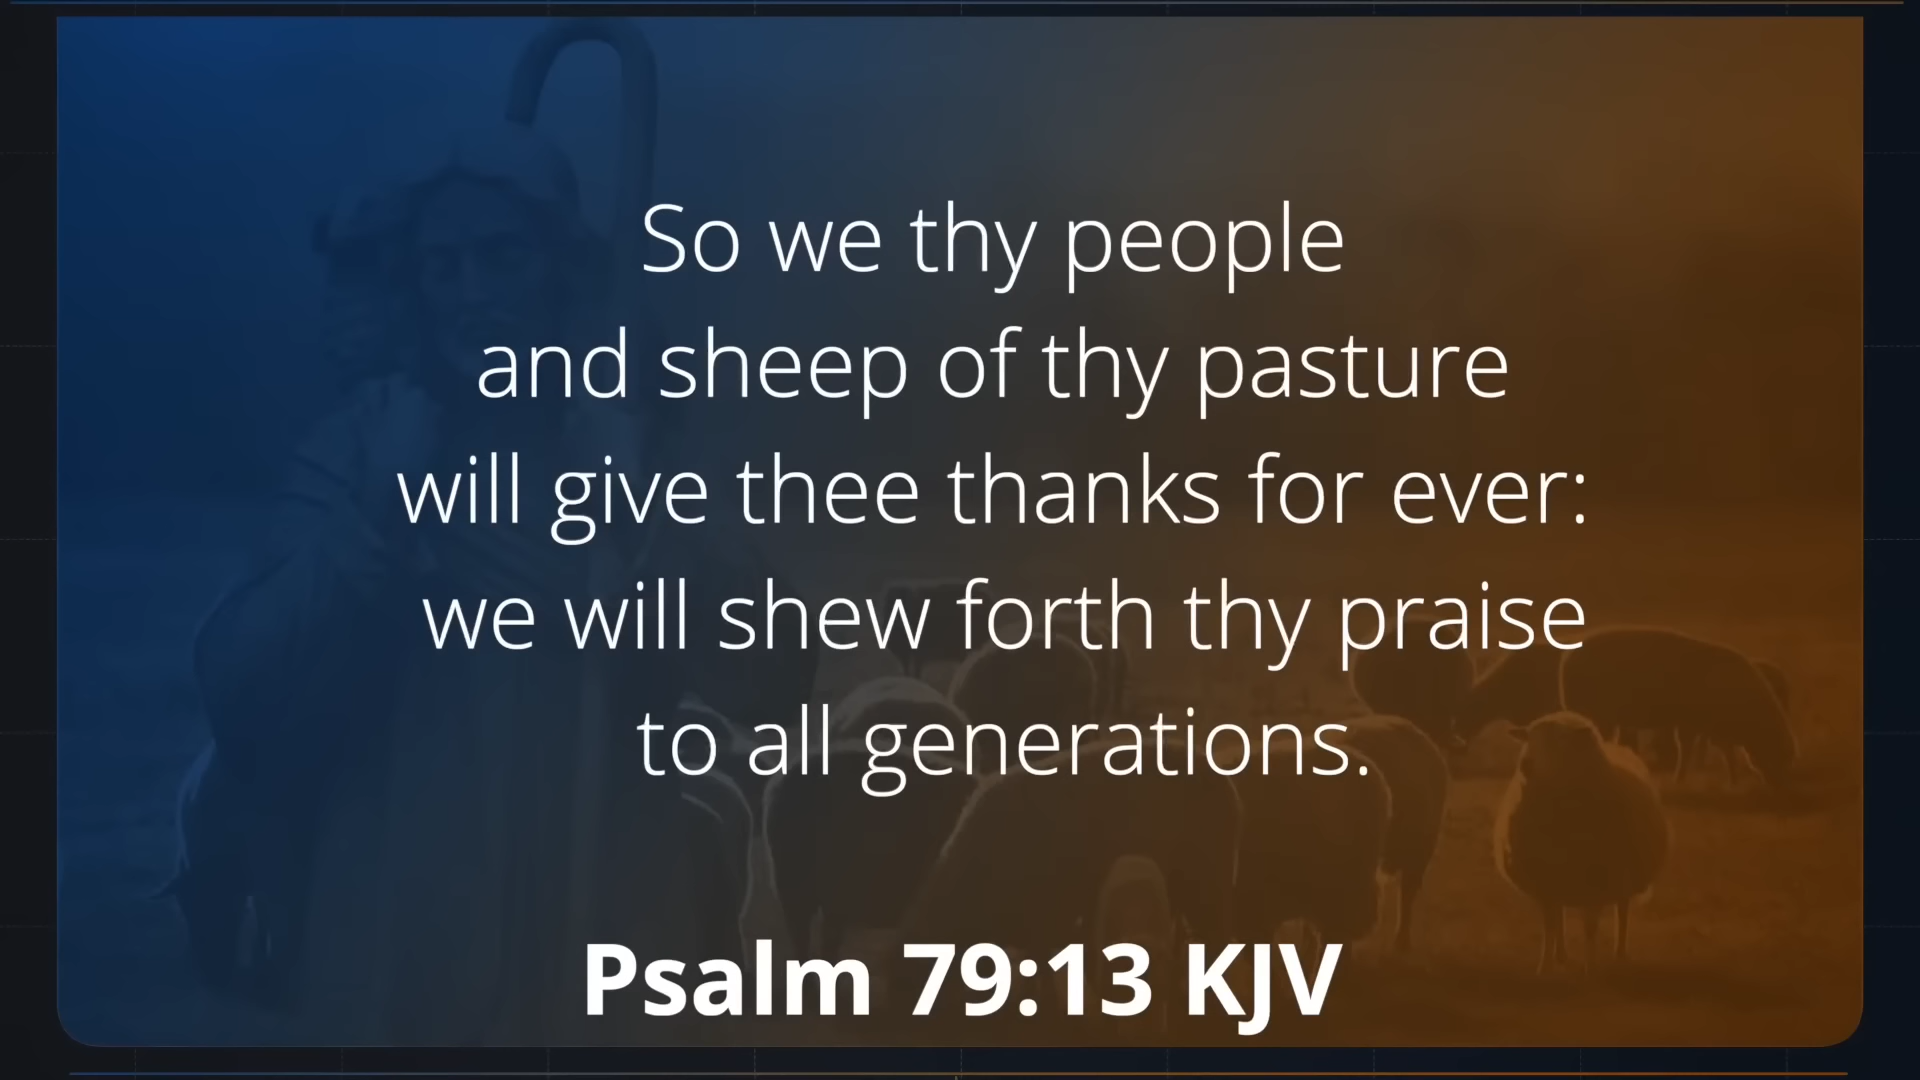 So we thy people
and sheep of thy pasture
will give thee thanks for ever:
we will shew forth thy praise
to all generations.
Psalm 79:13 KJV